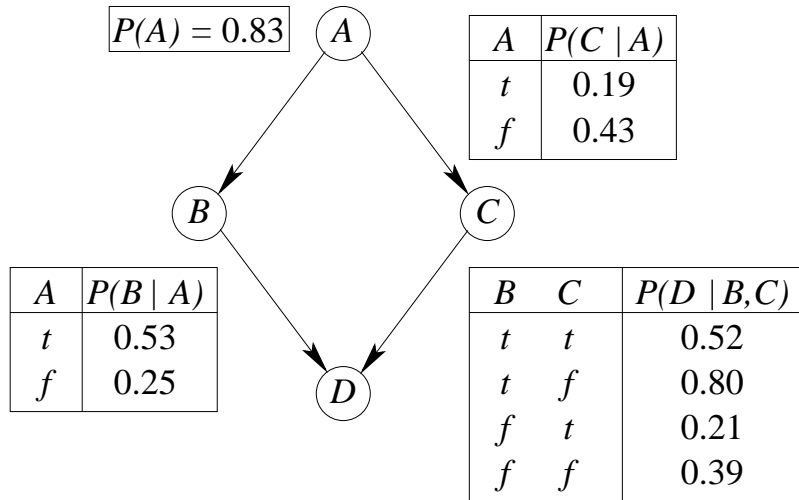 P(A) = 0.83
A
A P(C | A)
t 0.19
f 0.43
B
C
A P(B | A)
t 0.53
f 0.25
B C P(D | B,C)
t t 0.52
t f 0.80
f t 0.21
f f 0.39
D